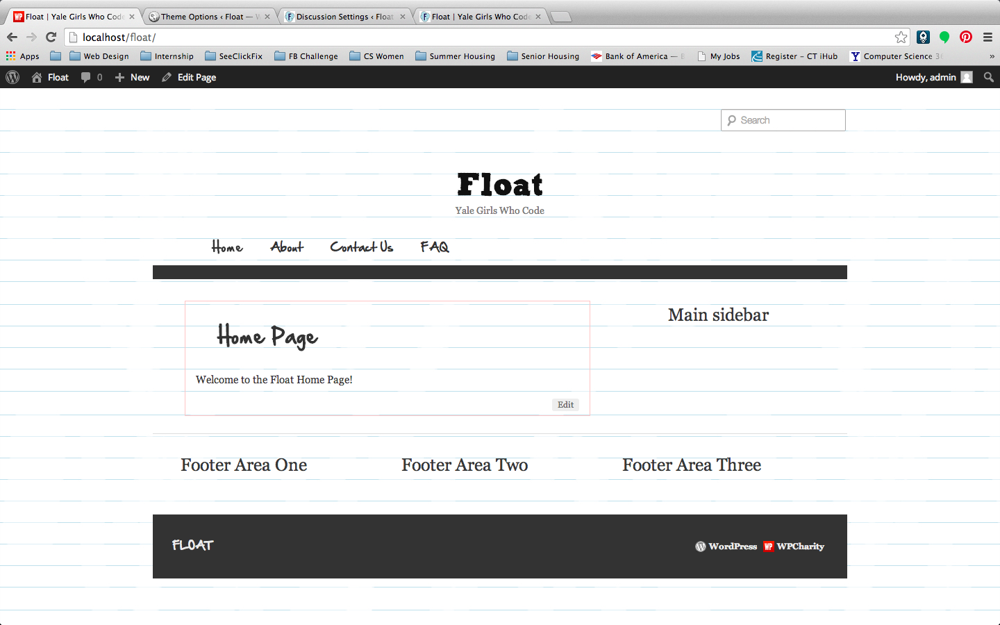 Float | Yale Girls Who Code
Theme Options ‹ Float — W
Discussion Settings ‹ Float
Float | Yale Girls Who Code
localhost/float/
Apps Web Design Internship SeeClickFix FB Challenge CS Women Summer Housing Senior Housing Bank of America — My Jobs Register – CT iHub Computer Science »
Float 0 New Edit Page Howdy, admin
Search
Float
Yale Girls Who Code
Home About Contact Us FAQ
Main sidebar
Home Page
Welcome to the Float Home Page!
Edit
Footer Area One Footer Area Two Footer Area Three
FLOAT WordPress WP WPCharity